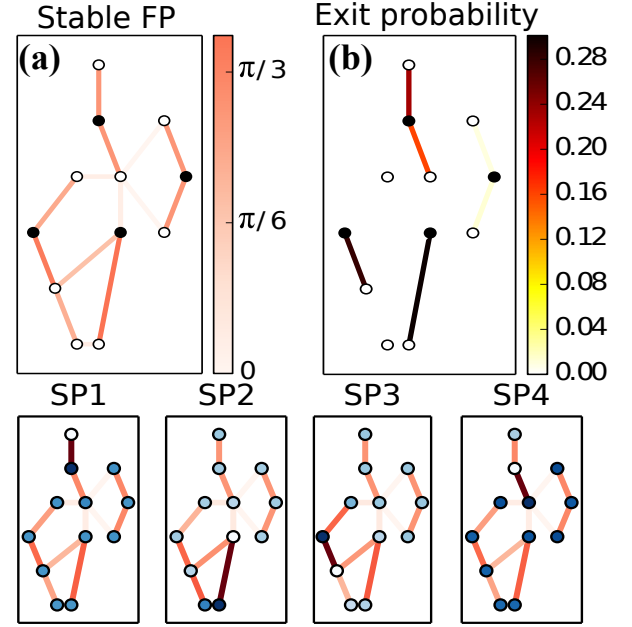 Stable FP
Exit probability
(a)
π/3
π/6
0
(b)
0.28
0.24
0.20
0.16
0.12
0.08
0.04
0.00
SP1
SP2
SP3
SP4